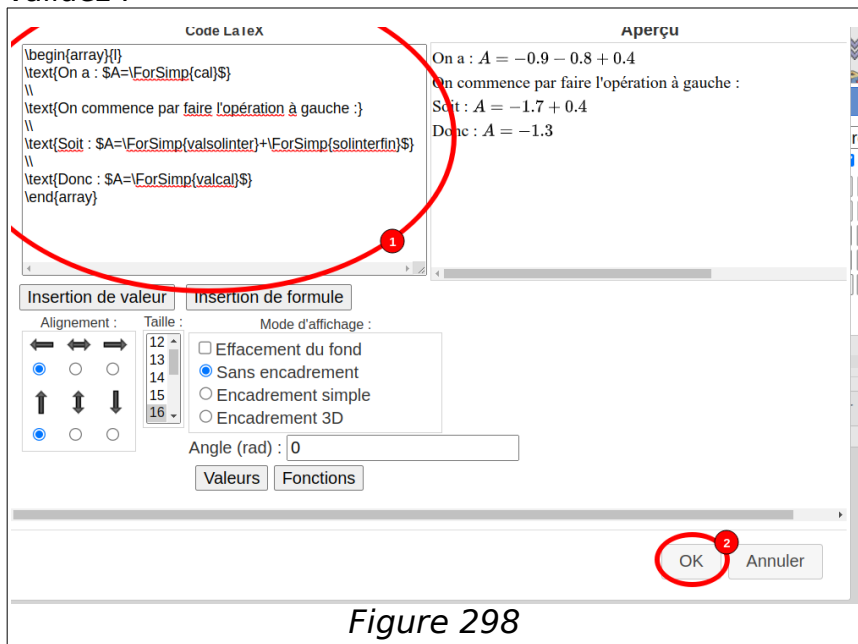 Code LaTeX
Aperçu
\begin{array}{l}
\text{On a : $A=\ForSimp{cal}$}
\\
\text{On commence par faire l'opération à gauche :}
\\
\text{Soit : $A=\ForSimp{valsolinter}+\ForSimp{solinterfin}$}
\\
\text{Donc : $A=\ForSimp{valcal}$}
\end{array}
1
On a : A = −0.9 − 0.8 + 0.4
On commence par faire l'opération à gauche :
Soit : A = −1.7 + 0.4
Donc : A = −1.3
Insertion de valeur
Insertion de formule
Alignement :
Taille :
Mode d'affichage :
12
13
14
15
16
Effacement du fond
Sans encadrement
Encadrement simple
Encadrement 3D
Angle (rad) : 0
Valeurs
Fonctions
2
OK
Annuler
Figure 298